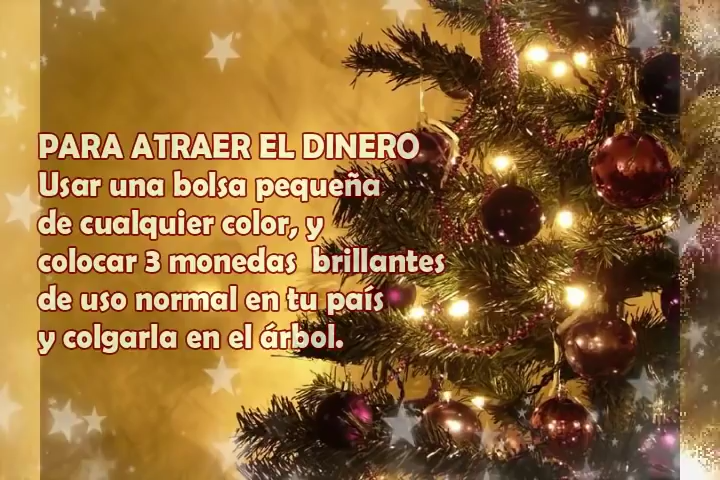 PARA ATRAER EL DINERO
Usar una bolsa pequeña
de cualquier color, y
colocar 3 monedas  brillantes
de uso normal en tu país
y colgarla en el árbol.